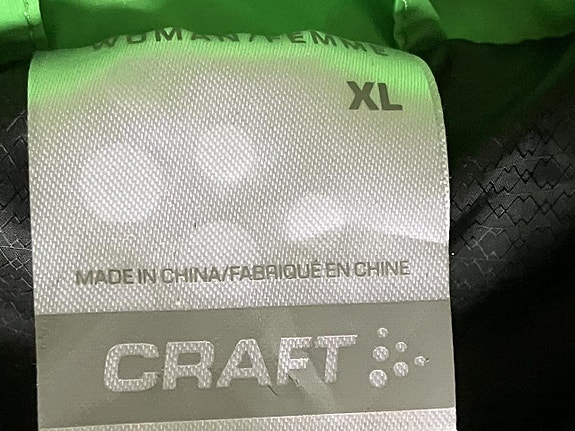 WOMAN/FEMME
XL
MADE IN CHINA/FABRIQUÉ EN CHINE
CRAFT